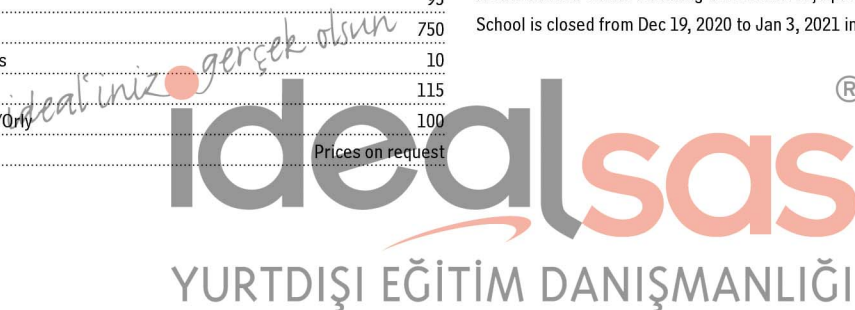 95
750
School is closed from Dec 19, 2020 to Jan 3, 2021
s 10
115
/Orly 100
Prices on request
ideal'iniz gerçek olsun
idealsas®
YURTDIŞI EĞİTİM DANIŞMANLIĞI